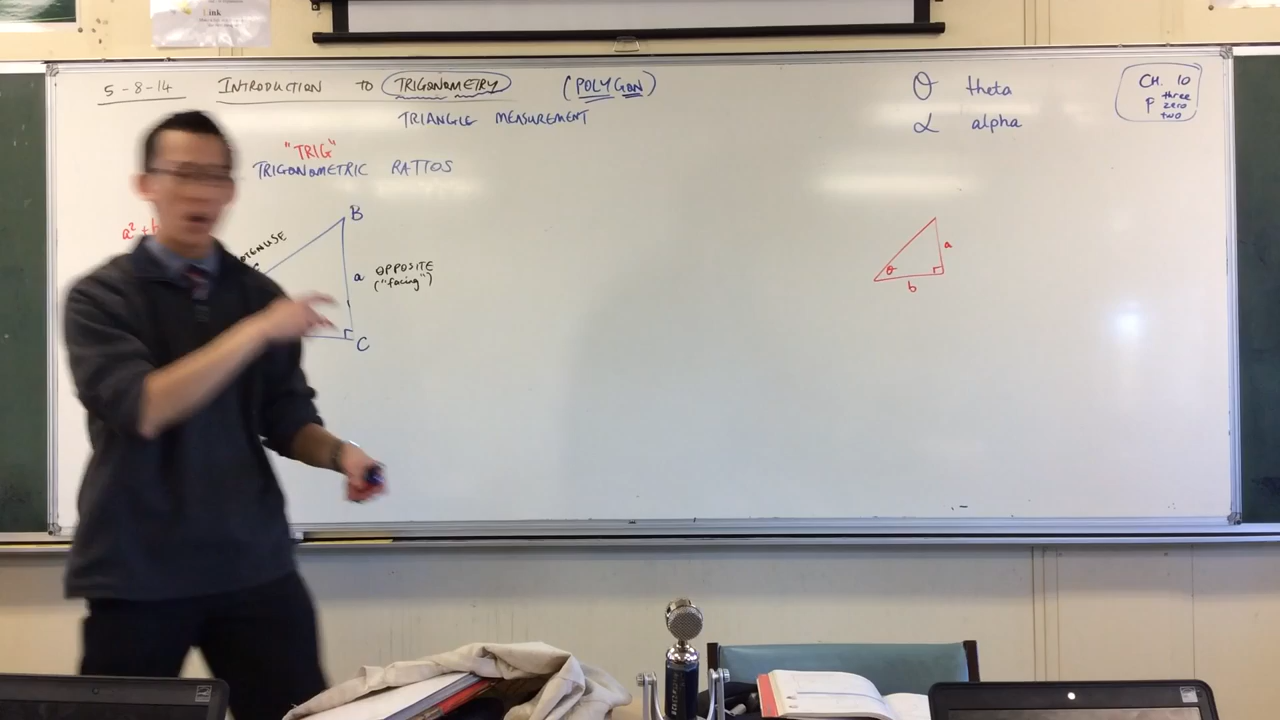 Link
5-8-14 INTRODUCTION TO TRIGONOMETRY (POLYGON)
TRIANGLE MEASUREMENT
"TRIG"
TRIGONOMETRIC RATIOS
a² +
B
a
OPPOSITE
("facing")
C
θ theta
α alpha
CH. 10
P three
zero
two
θ
a
b